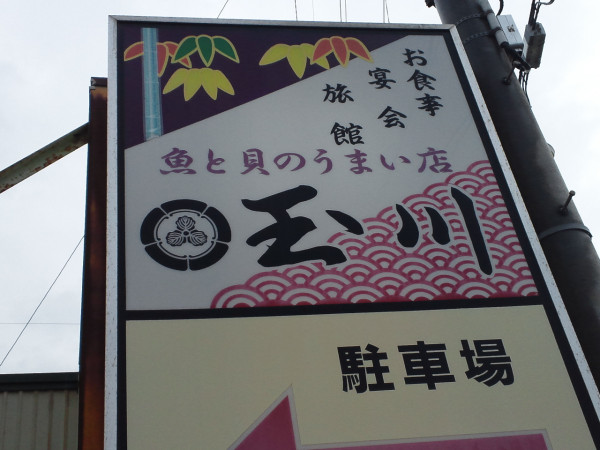 お食事
宴会
旅館
魚と貝のうまい店
玉川
駐車場